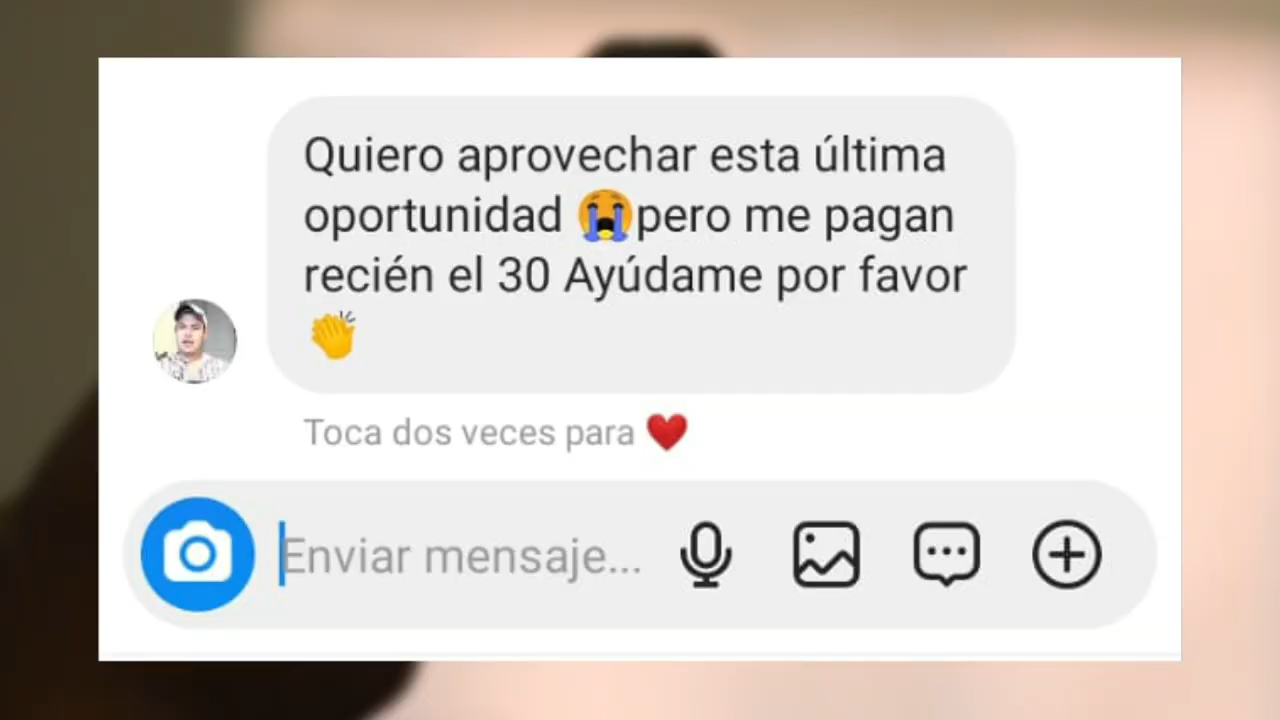 Quiero aprovechar esta última
oportunidad 😭pero me pagan
recién el 30 Ayúdame por favor
👏
Toca dos veces para ❤️
Enviar mensaje...